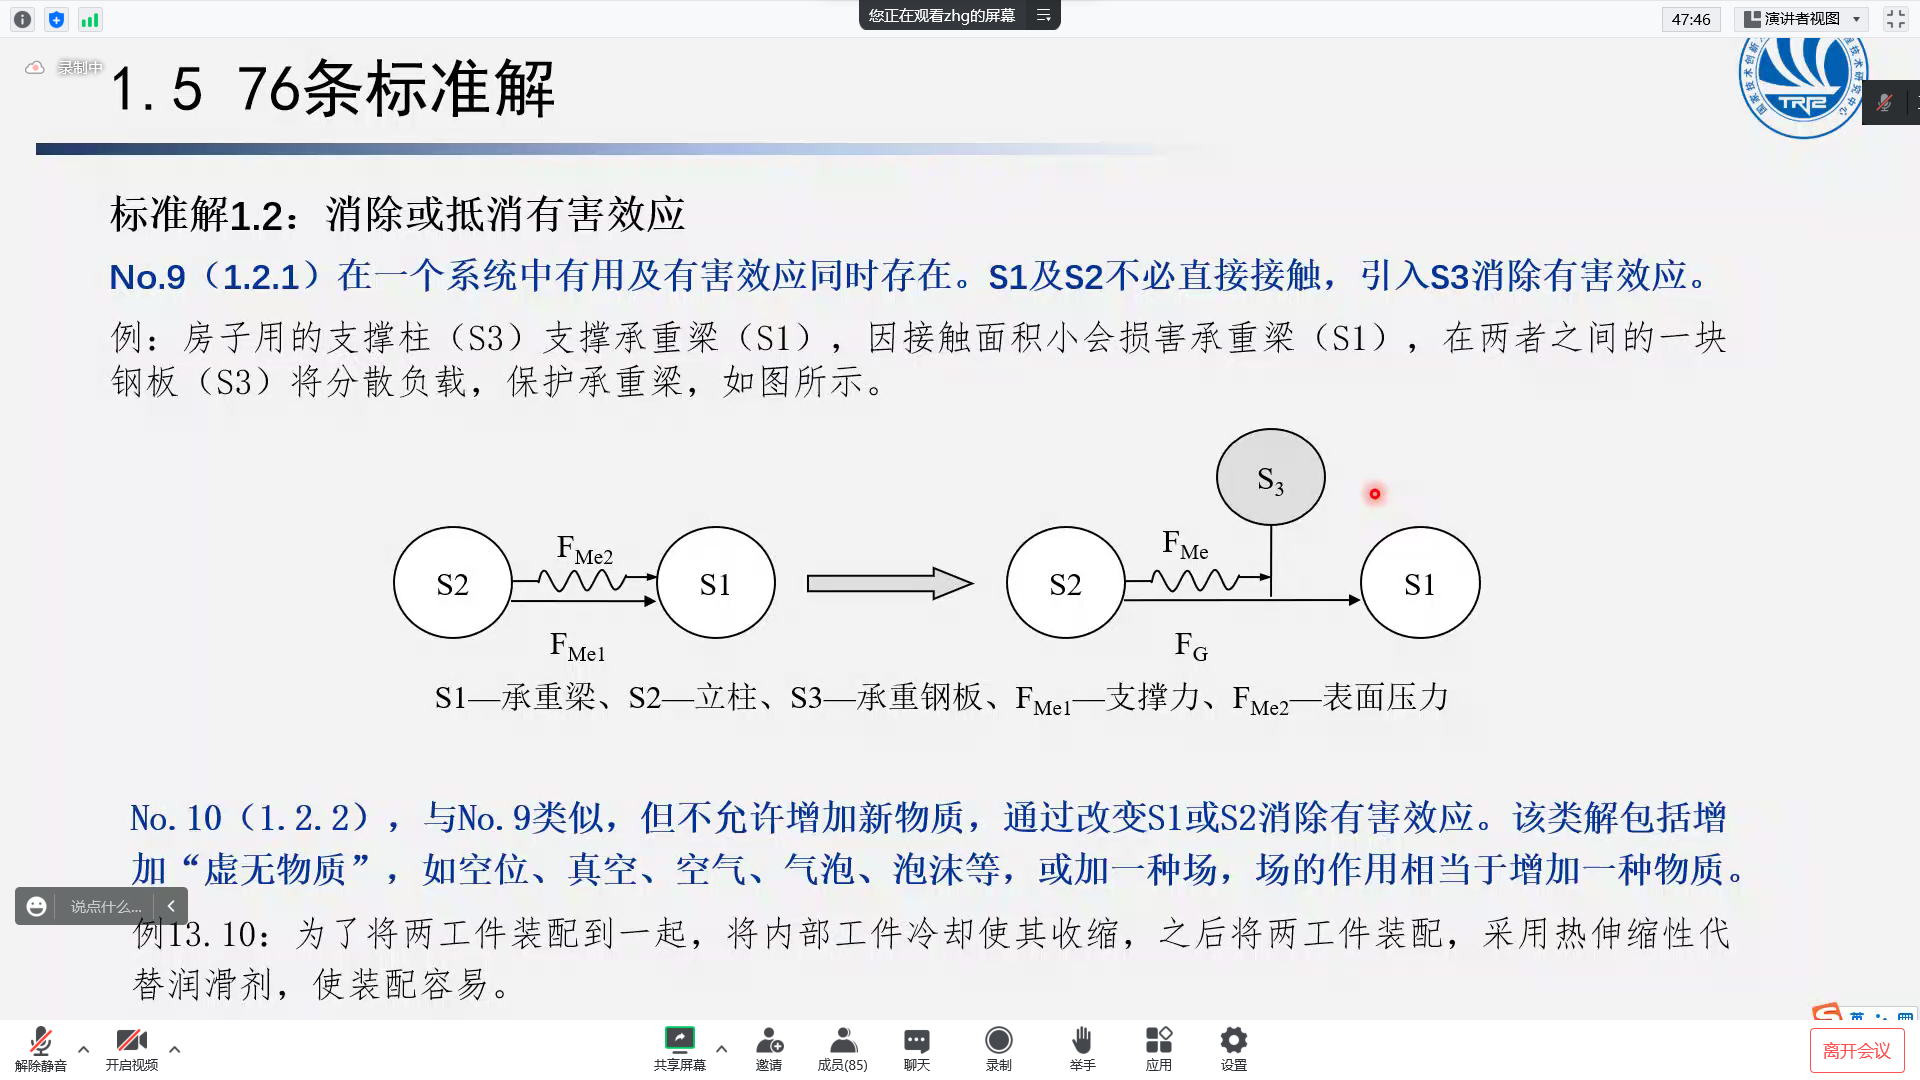 您正在观看zhg的屏幕
47:46
演讲者视图
录制中
1.5 76条标准解
TRIZ
标准解1.2：消除或抵消有害效应
No.9（1.2.1）在一个系统中有用及有害效应同时存在。S1及S2不必直接接触，引入S3消除有害效应。
例：房子用的支撑柱（S3）支撑承重梁（S1），因接触面积小会损害承重梁（S1），在两者之间的一块
钢板（S3）将分散负载，保护承重梁，如图所示。
S3
FMe2
FMe
S2
S1
S2
S1
FMe1
FG
S1—承重梁、S2—立柱、S3—承重钢板、FMe1—支撑力、FMe2—表面压力
No.10（1.2.2），与No.9类似，但不允许增加新物质，通过改变S1或S2消除有害效应。该类解包括增
加“虚无物质”，如空位、真空、空气、气泡、泡沫等，或加一种场，场的作用相当于增加一种物质。
说点什么...
例13.10：为了将两工件装配到一起，将内部工件冷却使其收缩，之后将两工件装配，采用热伸缩性代
替润滑剂，使装配容易。
英
解除静音
开启视频
共享屏幕
邀请
成员(85)
聊天
录制
举手
应用
设置
离开会议